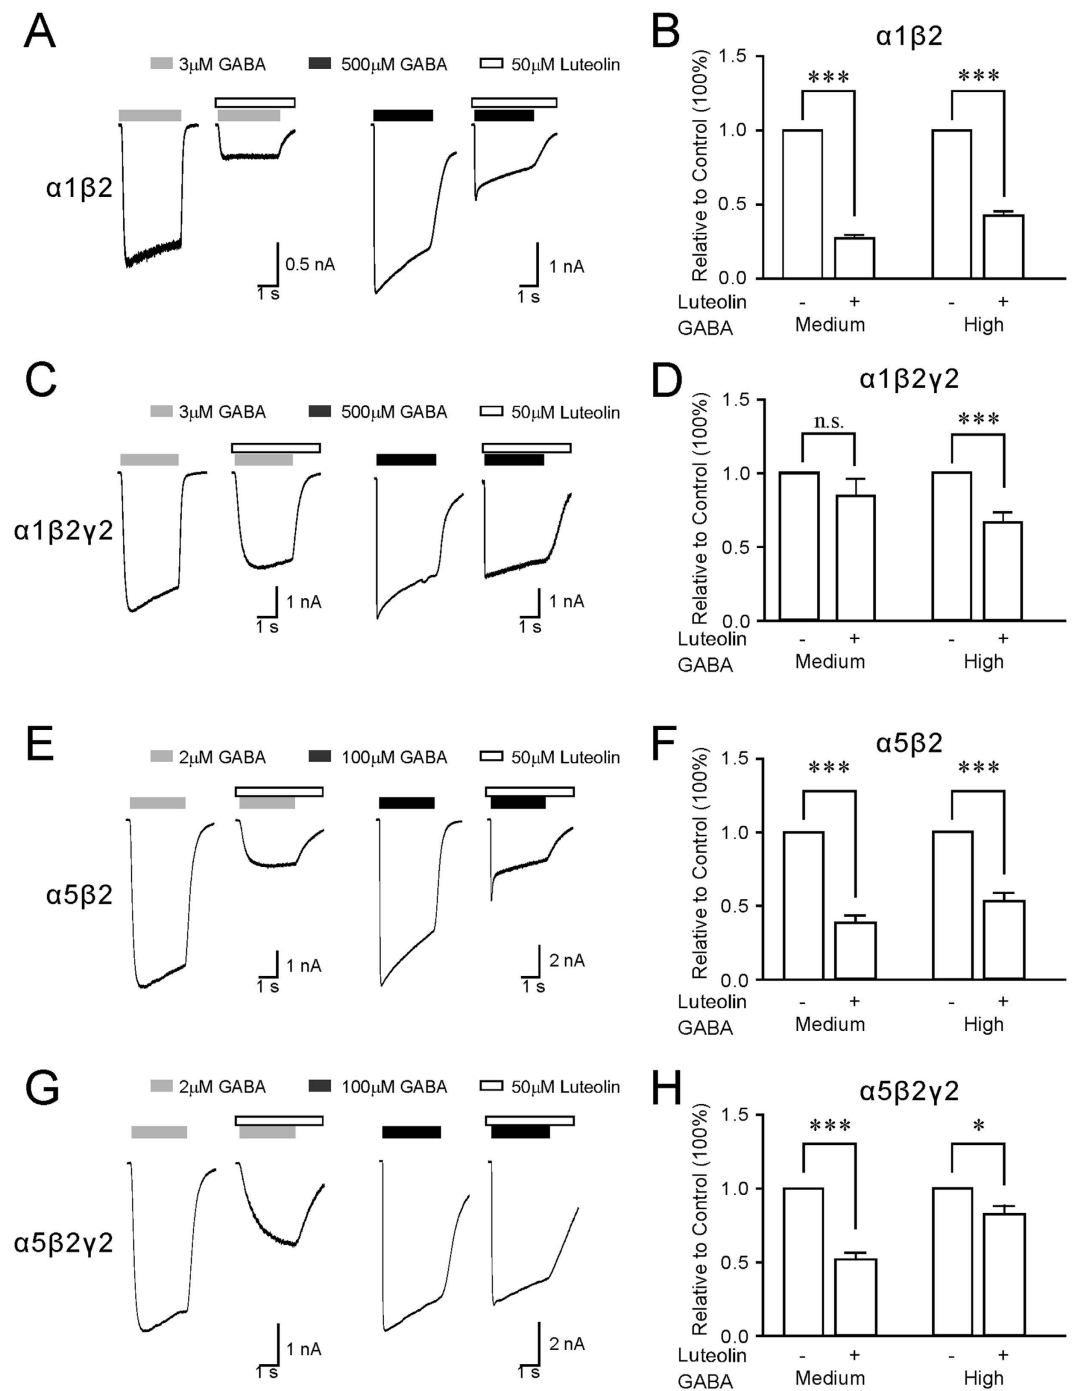 A
3μM GABA 500μM GABA 50μM Luteolin
α1β2
0.5 nA
1 s
1 nA
1 s
B
α1β2
Relative to Control (100%)
1.5
1.0
0.5
0.0
*** ***
Luteolin - + - +
GABA Medium High
C
3μM GABA 500μM GABA 50μM Luteolin
α1β2γ2
1 nA
1 s
1 nA
1 s
D
α1β2γ2
Relative to Control (100%)
1.5
1.0
0.5
0.0
n.s. ***
Luteolin - + - +
GABA Medium High
E
2μM GABA 100μM GABA 50μM Luteolin
α5β2
1 nA
1 s
2 nA
1 s
F
α5β2
Relative to Control (100%)
1.5
1.0
0.5
0.0
*** ***
Luteolin - + - +
GABA Medium High
G
2μM GABA 100μM GABA 50μM Luteolin
α5β2γ2
1 nA
1 s
2 nA
1 s
H
α5β2γ2
Relative to Control (100%)
1.5
1.0
0.5
0.0
*** *
Luteolin - + - +
GABA Medium High